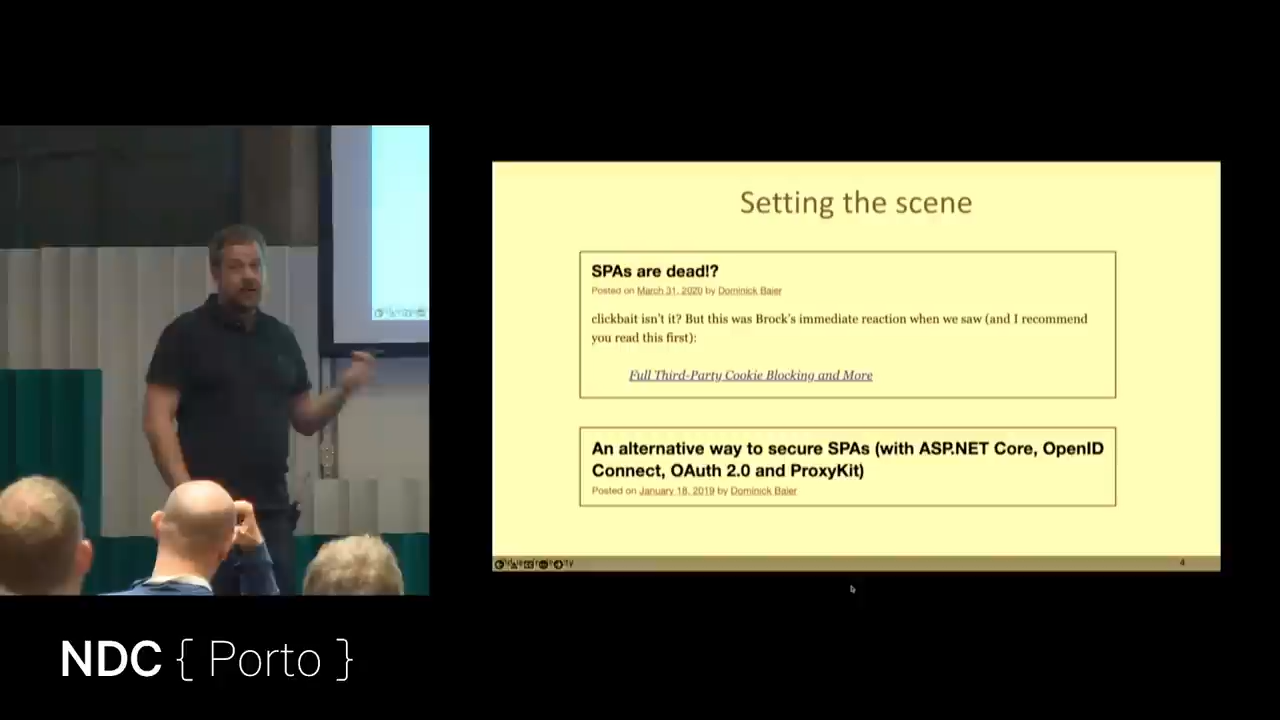 Setting the scene
SPAs are dead!?
Posted on March 31, 2020 by Dominick Baier
clickbait isn't it? But this was Brock's immediate reaction when we saw (and I recommend
you read this first):
Full Third-Party Cookie Blocking and More
An alternative way to secure SPAs (with ASP.NET Core, OpenID
Connect, OAuth 2.0 and ProxyKit)
Posted on January 18, 2019 by Dominick Baier
4
NDC { Porto }